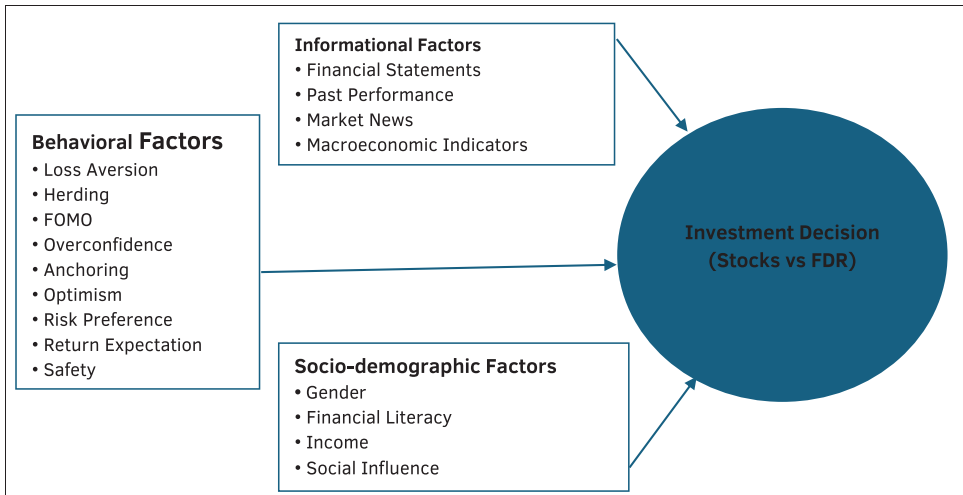 Informational Factors
• Financial Statements
• Past Performance
• Market News
• Macroeconomic Indicators
Behavioral Factors
• Loss Aversion
• Herding
• FOMO
• Overconfidence
• Anchoring
• Optimism
• Risk Preference
• Return Expectation
• Safety
Investment Decision
(Stocks vs FDR)
Socio-demographic Factors
• Gender
• Financial Literacy
• Income
• Social Influence